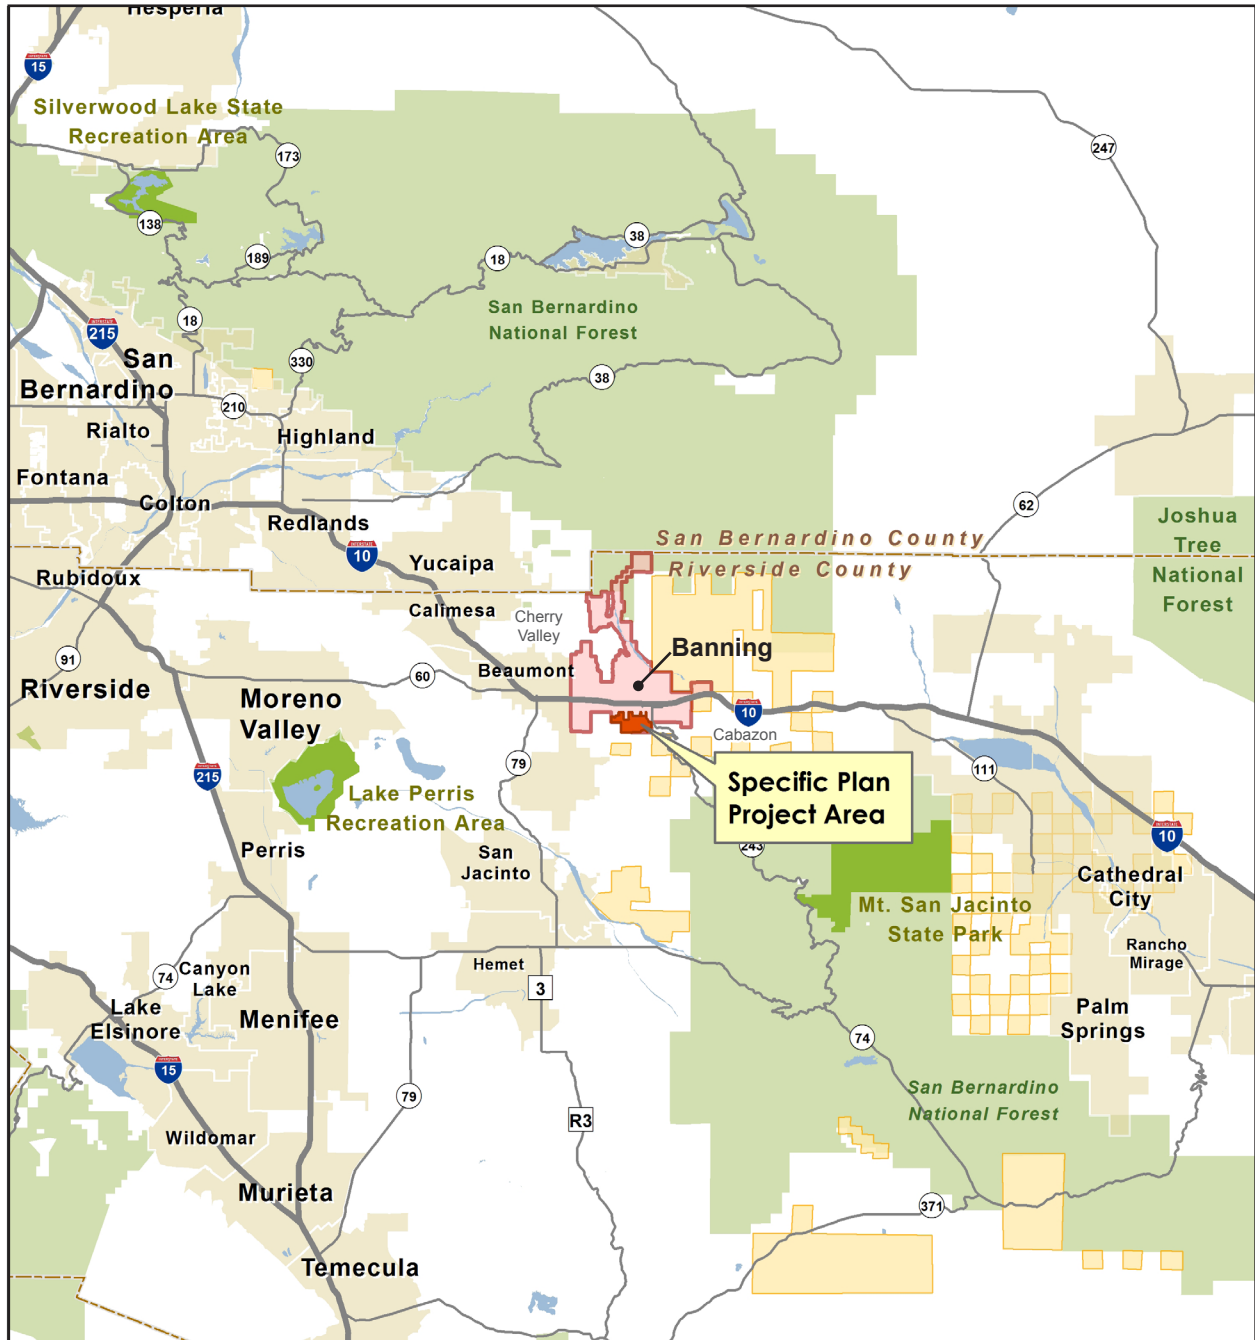 Hesperia
15
Silverwood Lake State
Recreation Area
173
247
138
189
18
38
San Bernardino
National Forest
215
18
San
Bernardino
330
38
210
Rialto
Highland
Fontana
Colton
62
Redlands
Joshua
Tree
National
Forest
San Bernardino County
Riverside County
10
Yucaipa
Rubidoux
Calimesa
Cherry
Valley
Banning
91
60
Beaumont
Riverside
Moreno
Valley
10
Cabazon
79
215
111
Specific Plan
Project Area
Lake Perris
Recreation Area
10
Perris
San
Jacinto
243
Cathedral
City
Mt. San Jacinto
State Park
Rancho
Mirage
74
Canyon
Lake
Hemet
3
Lake
Elsinore
Menifee
Palm
Springs
74
15
79
San Bernardino
National Forest
R3
Wildomar
Murieta
371
Temecula